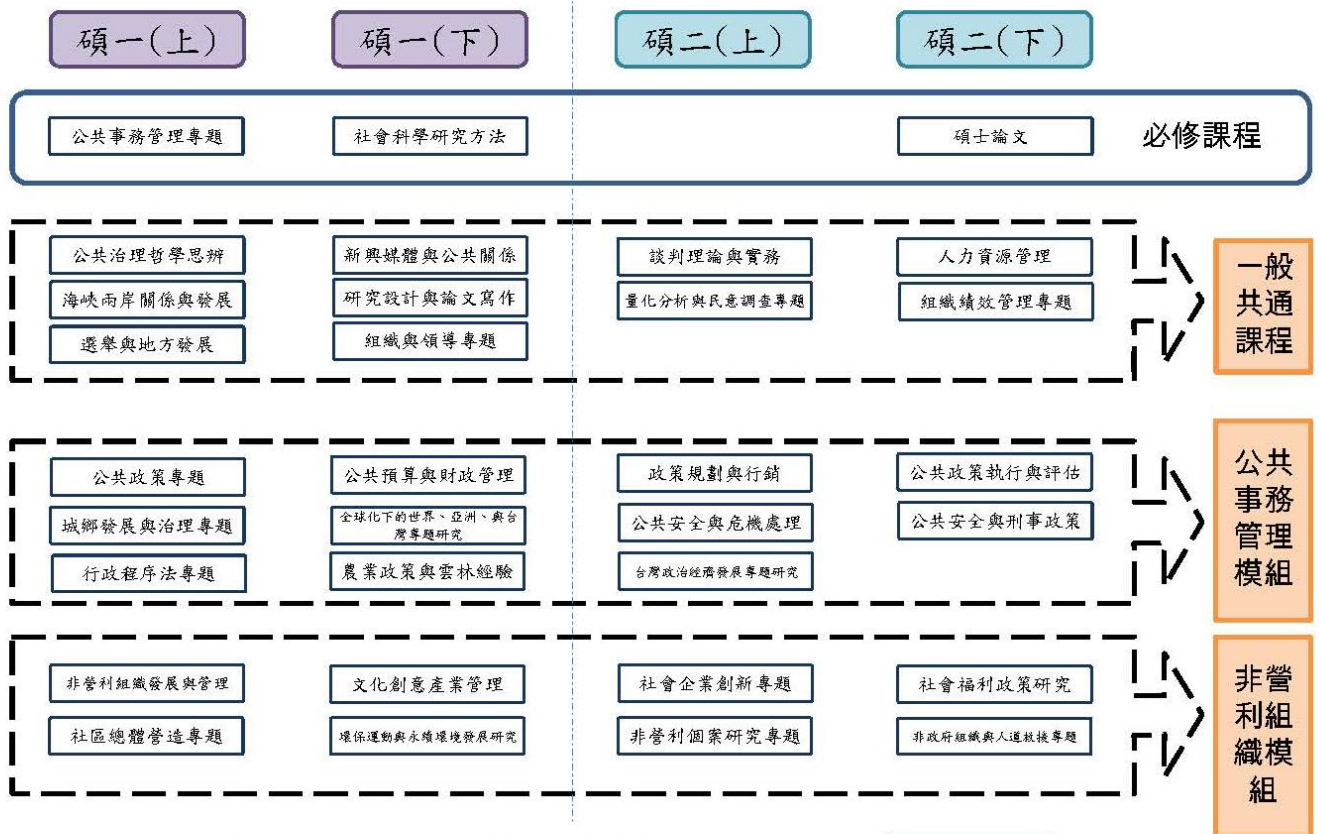 碩一(上)
碩一(下)
碩二(上)
碩二(下)
公共事務管理專題
社會科學研究方法
碩士論文
必修課程
公共治理哲學思辨
新興媒體與公共關係
談判理論與實務
人力資源管理
海峽兩岸關係與發展
研究設計與論文寫作
量化分析與民意調查專題
組織績效管理專題
選舉與地方發展
組織與領導專題
一般
共通
課程
公共政策專題
公共預算與財政管理
政策規劃與行銷
公共政策執行與評估
城鄉發展與治理專題
全球化下的世界、亞洲、與台
灣專題研究
公共安全與危機處理
公共安全與刑事政策
行政程序法專題
農業政策與雲林經驗
台灣政治經濟發展專題研究
公共
事務
管理
模組
非營利組織發展與管理
文化創意產業管理
社會企業創新專題
社會福利政策研究
社區總體營造專題
環保運動與永續環境發展研究
非營利個案研究專題
非政府組織與人道救援專題
非營
利組
織模
組